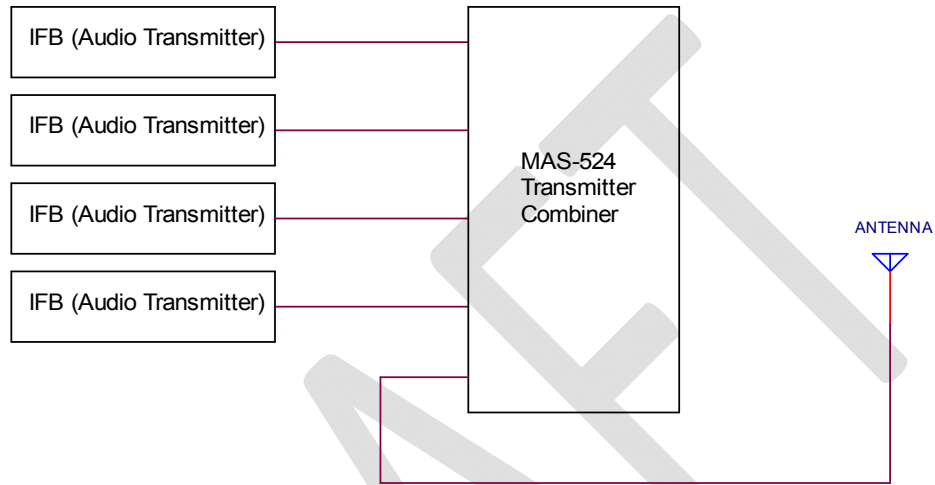 IFB (Audio Transmitter)
IFB (Audio Transmitter)
IFB (Audio Transmitter)
IFB (Audio Transmitter)
MAS-524
Transmitter
Combiner
ANTENNA